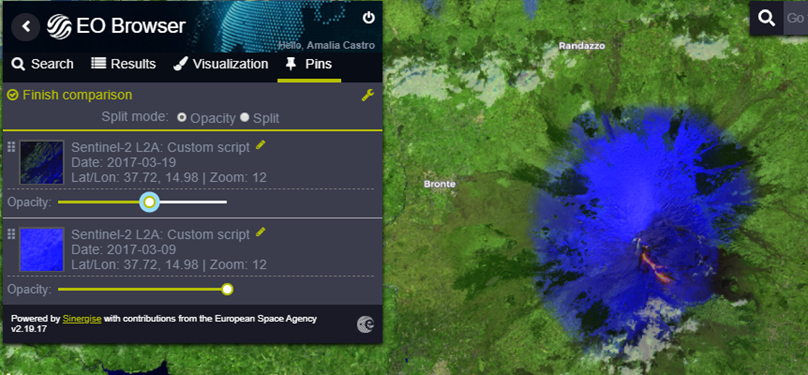 EO Browser
Hello, Amalia Castro
Search Results Visualization Pins
Finish comparison
Split mode: Opacity Split
Sentinel-2 L2A: Custom script
Date: 2017-03-19
Lat/Lon: 37.72, 14.98 | Zoom: 12
Opacity:
Sentinel-2 L2A: Custom script
Date: 2017-03-09
Lat/Lon: 37.72, 14.98 | Zoom: 12
Opacity:
Powered by Sinergise with contributions from the European Space Agency
v2.19.17
Go
Randazzo
Bronte